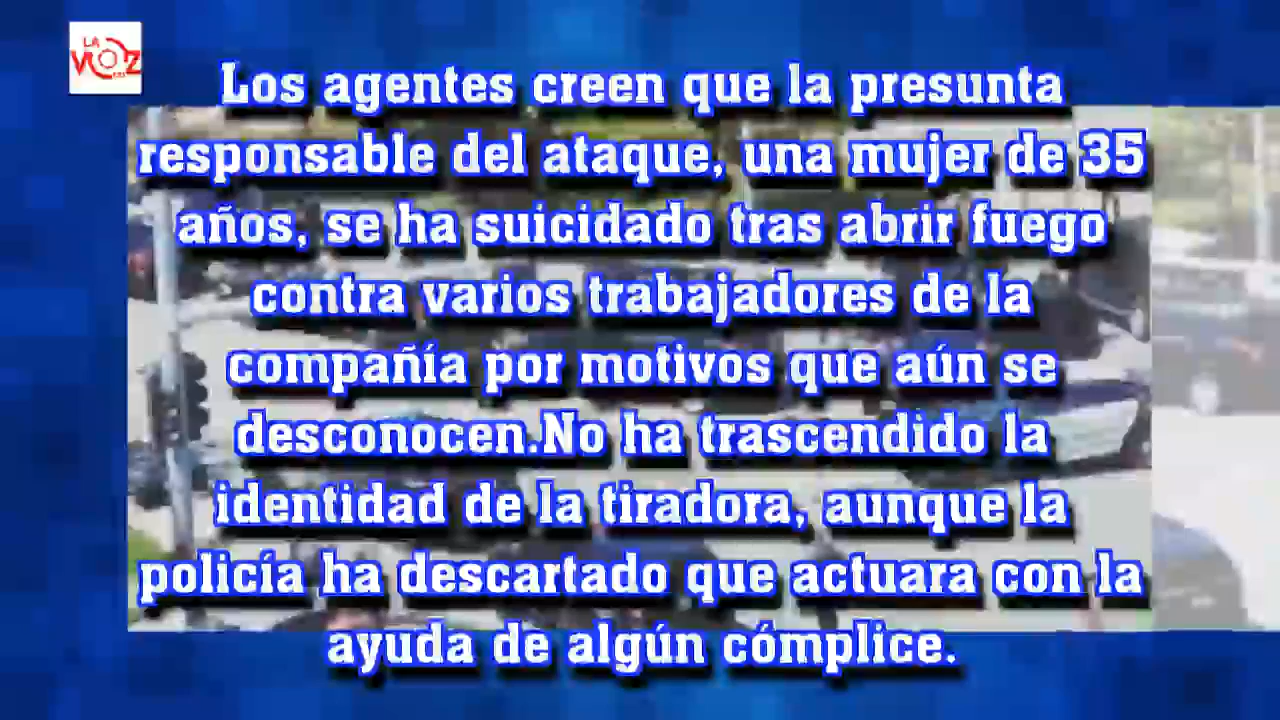 LA
VOZ
Los agentes creen que la presunta
responsable del ataque, una mujer de 35
años, se ha suicidado tras abrir fuego
contra varios trabajadores de la
compañía por motivos que aún se
desconocen.No ha trascendido la
identidad de la tiradora, aunque la
policía ha descartado que actuara con la
ayuda de algún cómplice.